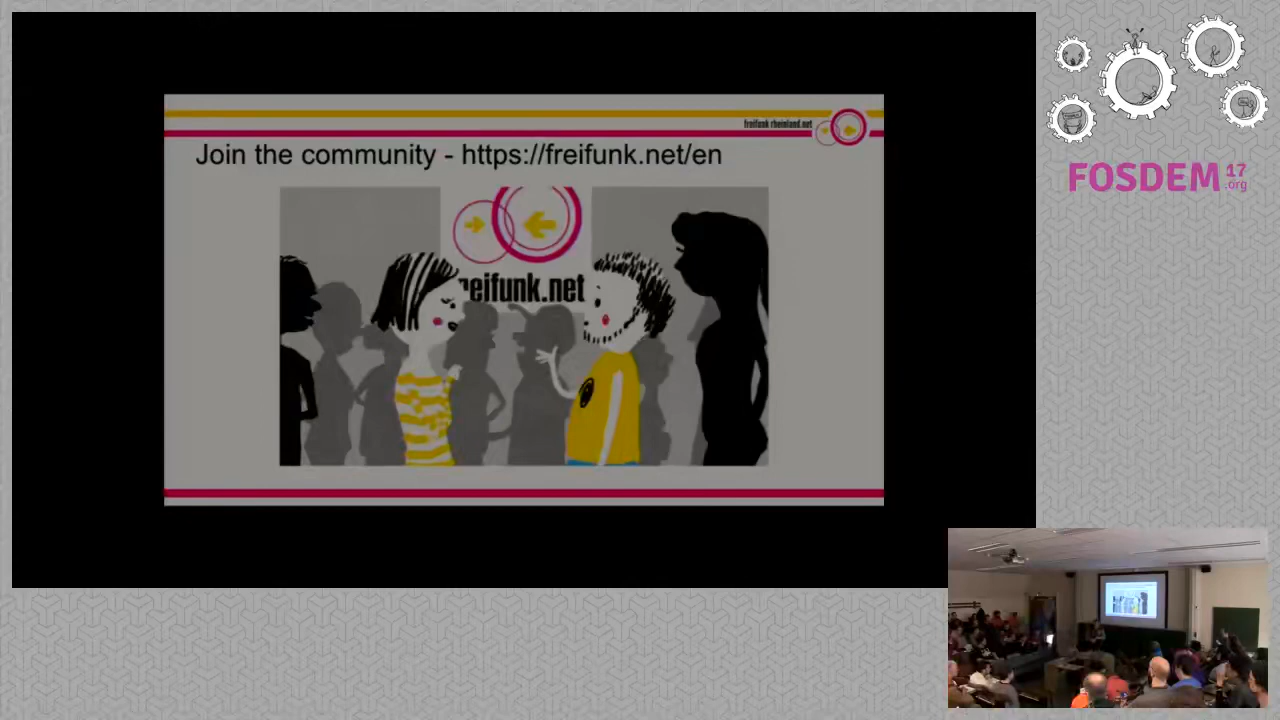 freifunk rheinland.net
Join the community - https://freifunk.net/en
reifunk.net
FOSDEM 17
.org